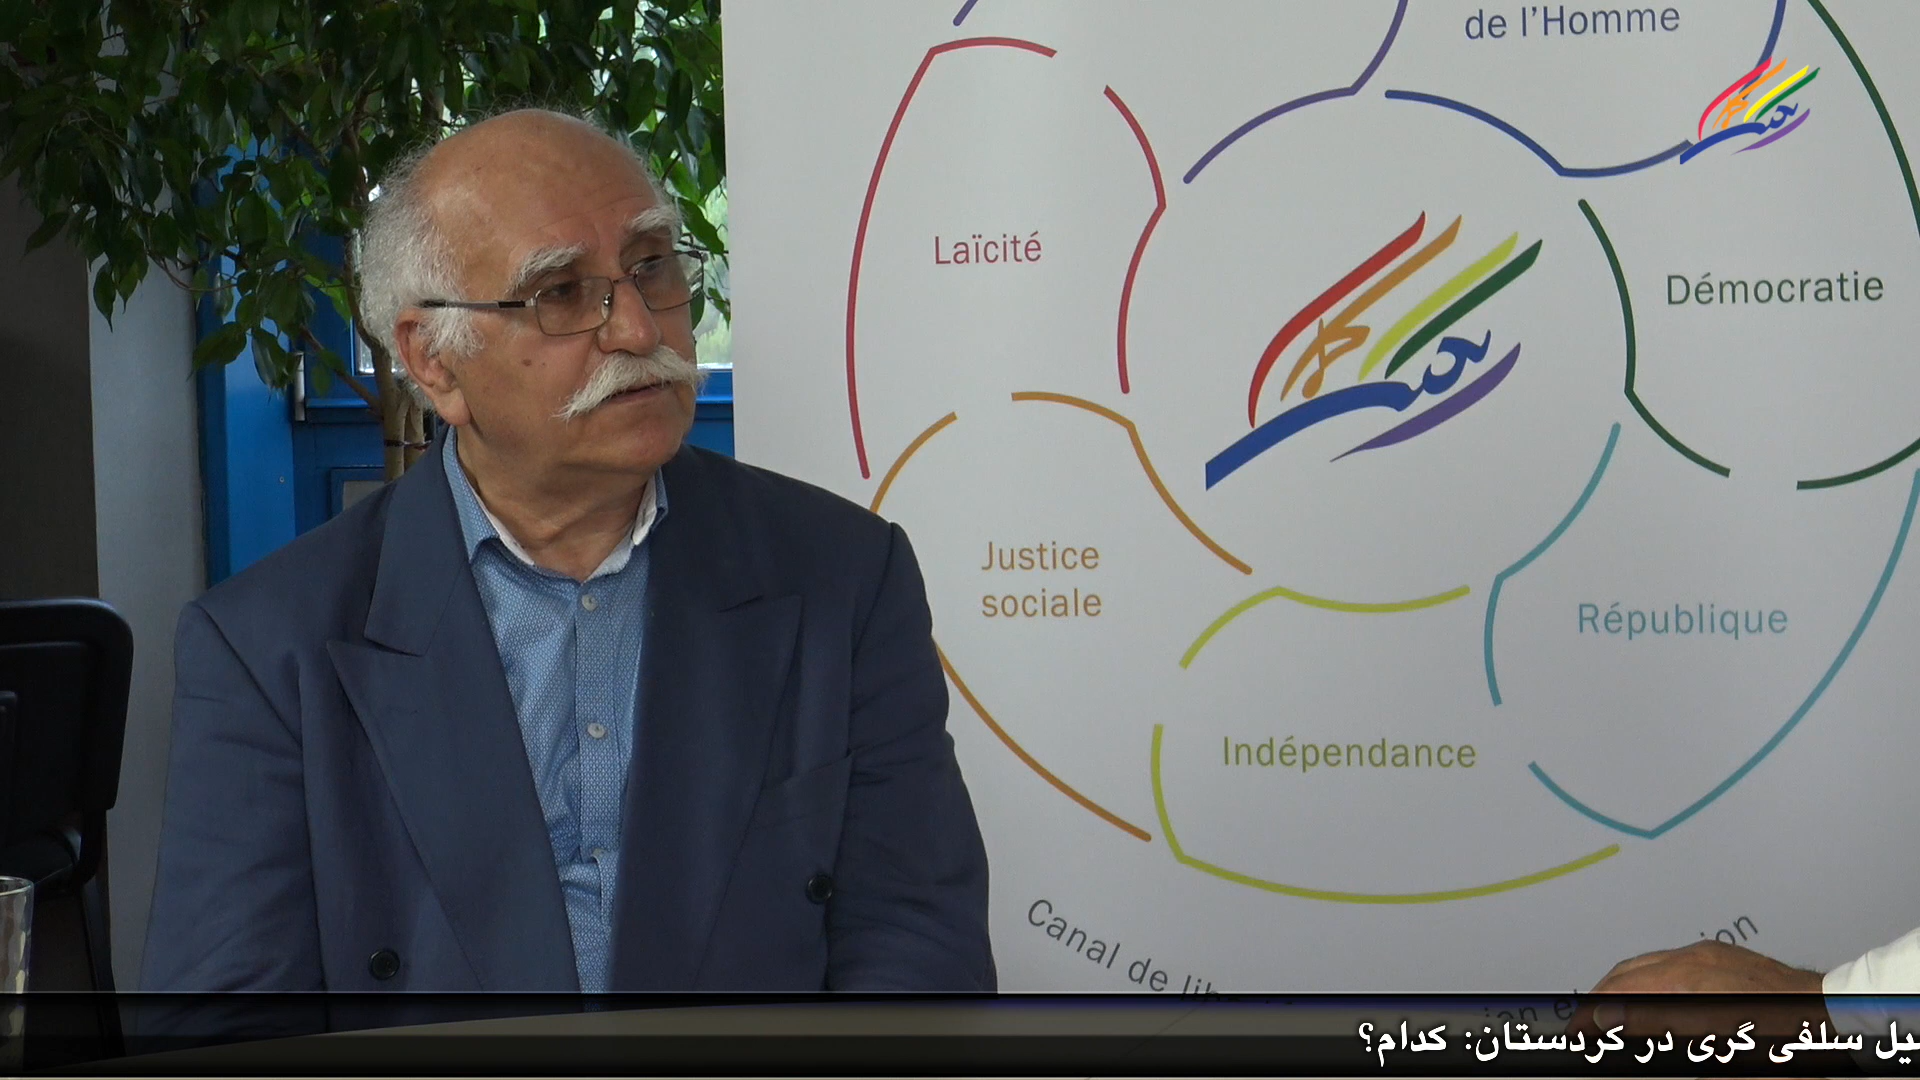 de l'Homme
Laïcité
Démocratie
Justice
sociale
République
Indépendance
Canal de
سلفی گری در کردستان: کدام؟